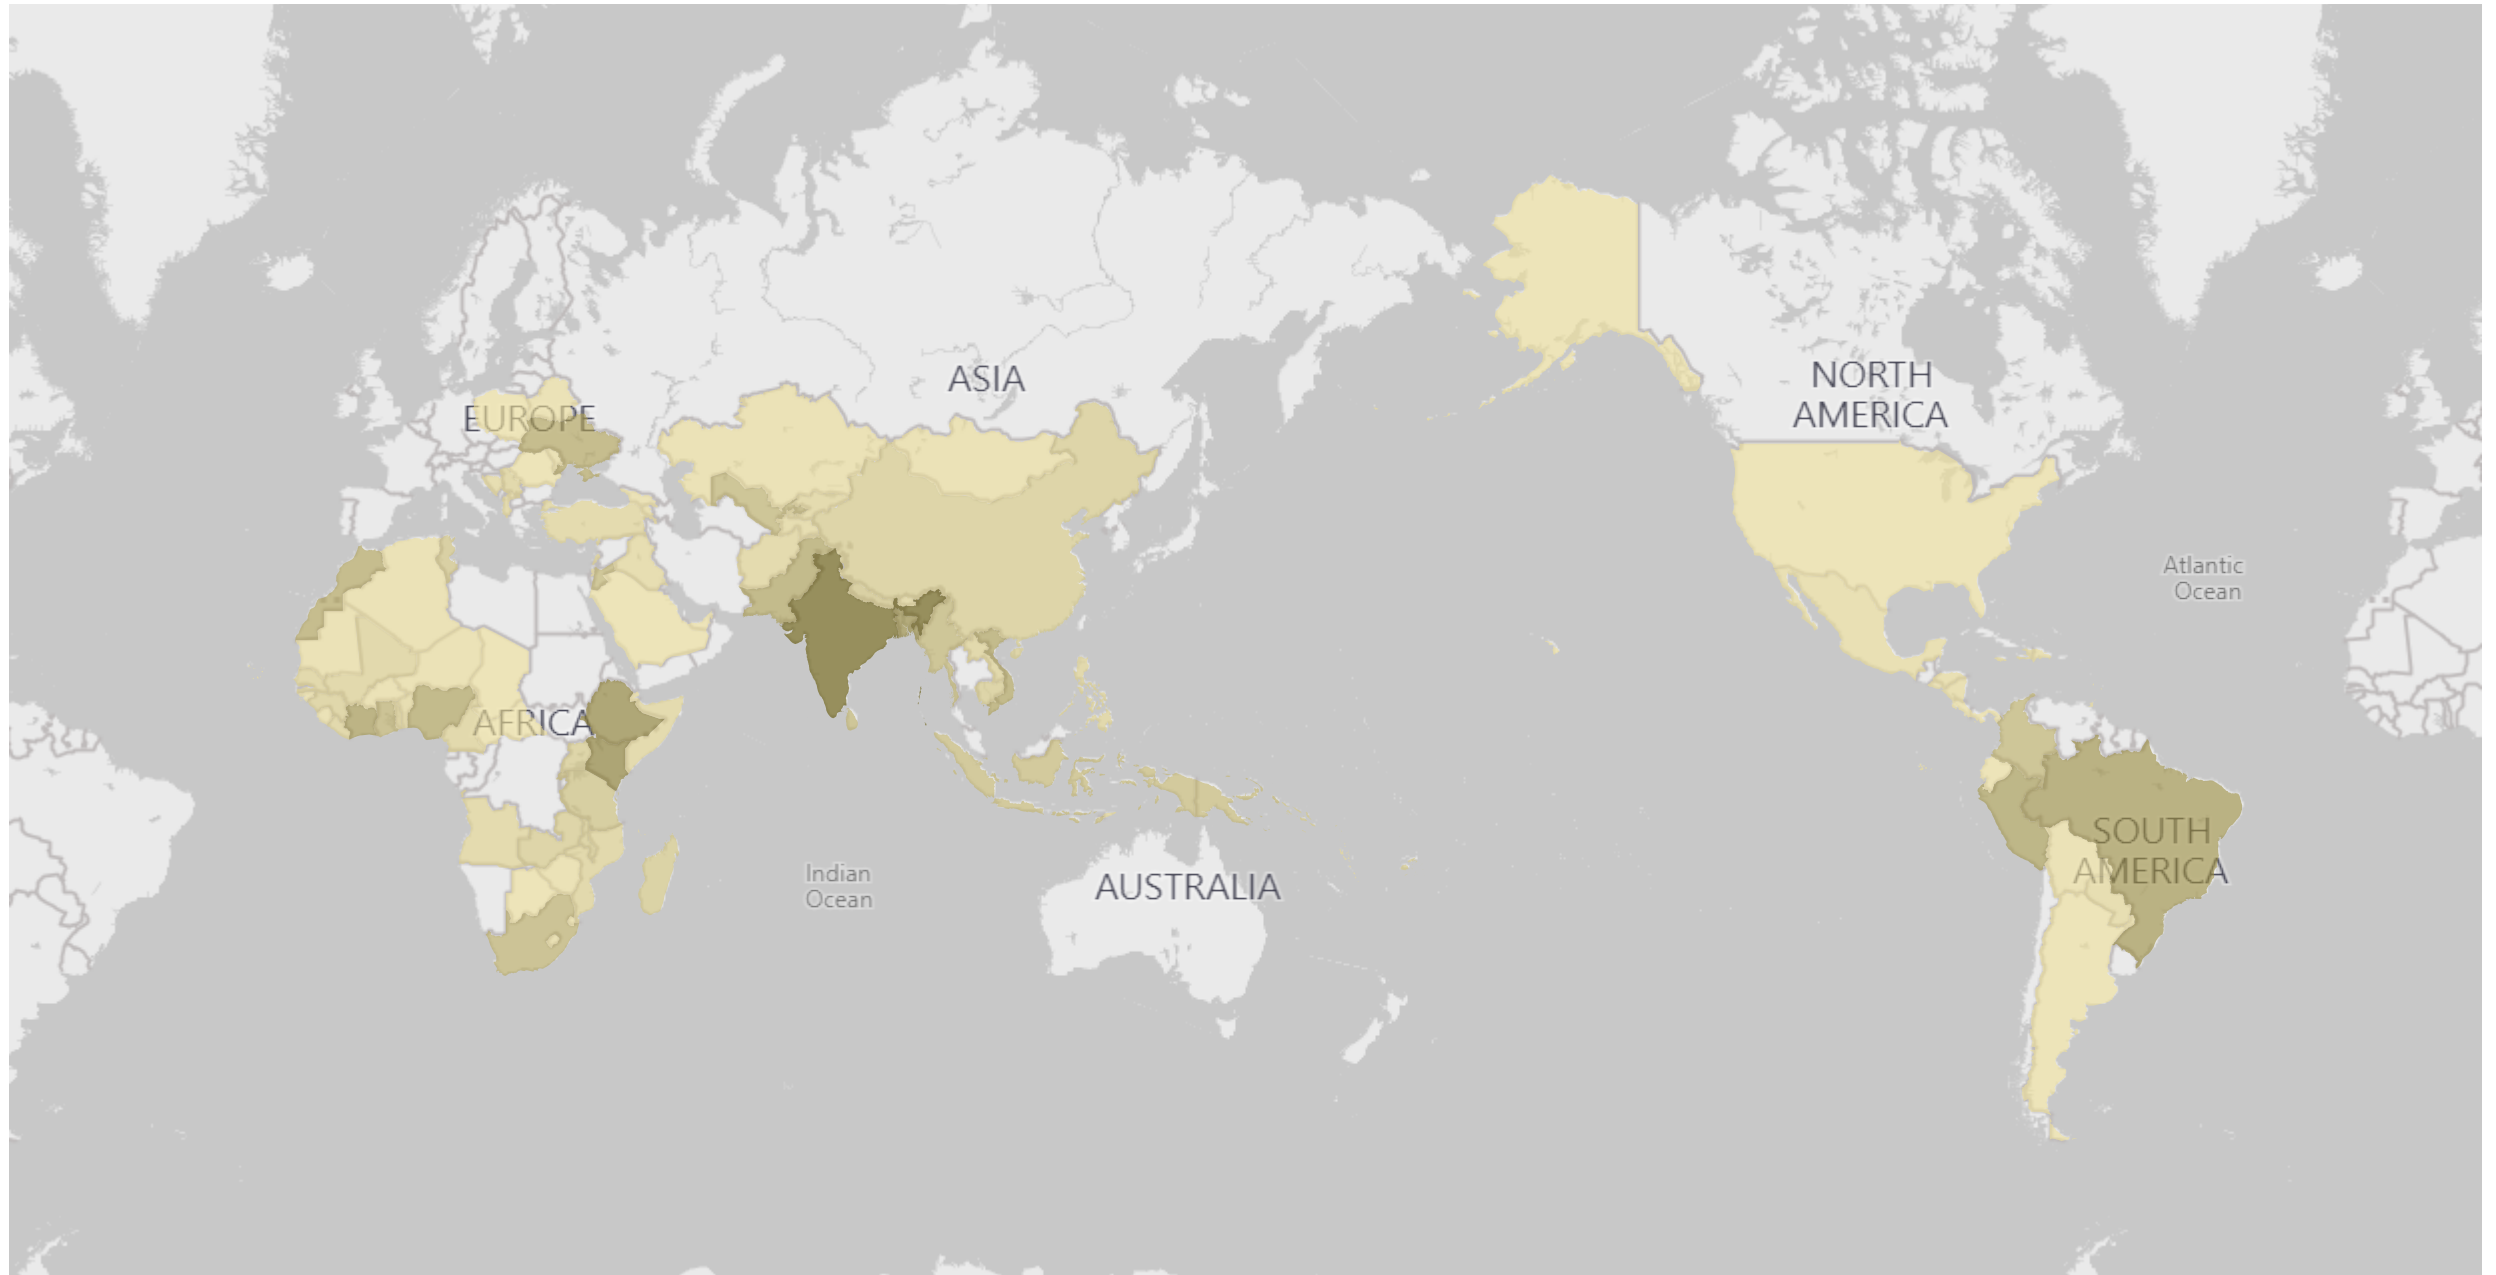 ASIA
NORTH
AMERICA
EUROPE
Atlantic
Ocean
AFRICA
SOUTH
AMERICA
Indian
Ocean
AUSTRALIA